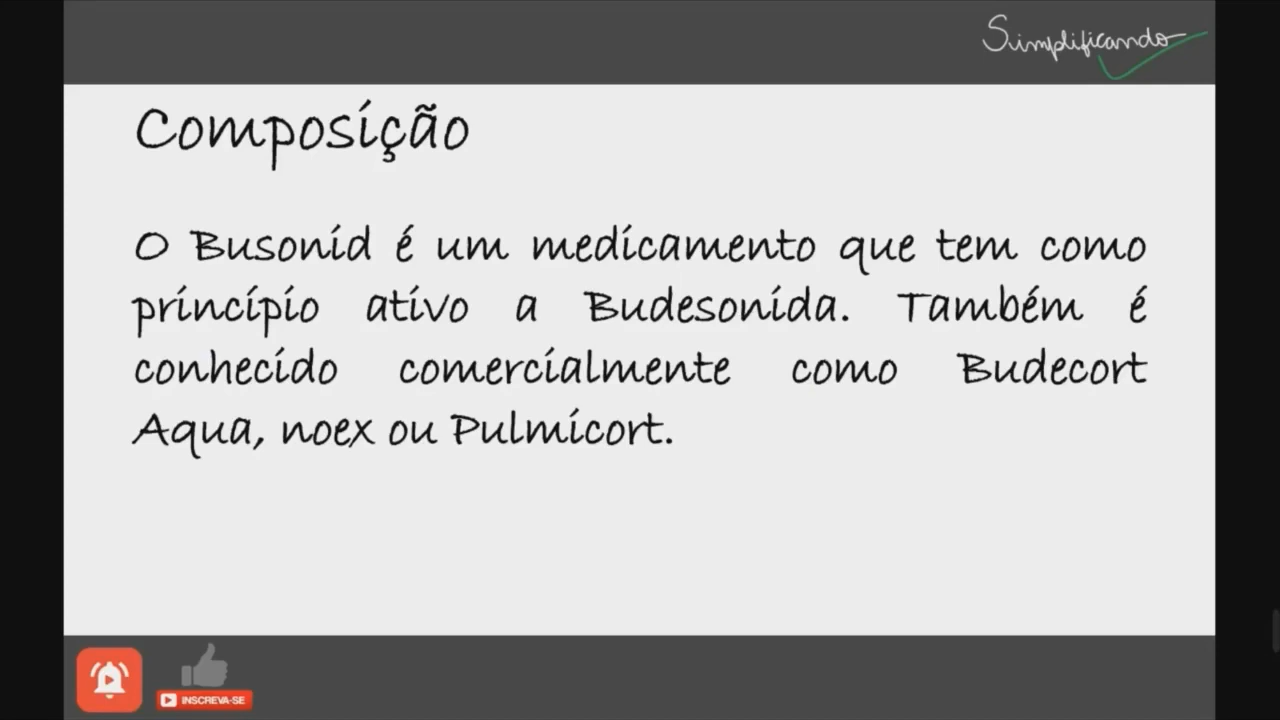 Simplificando
Composição
O Busonid é um medicamento que tem como
princípio ativo a Budesonida. Também é
conhecido comercialmente como Budecort
Aqua, noex ou Pulmicort.
INSCREVA-SE